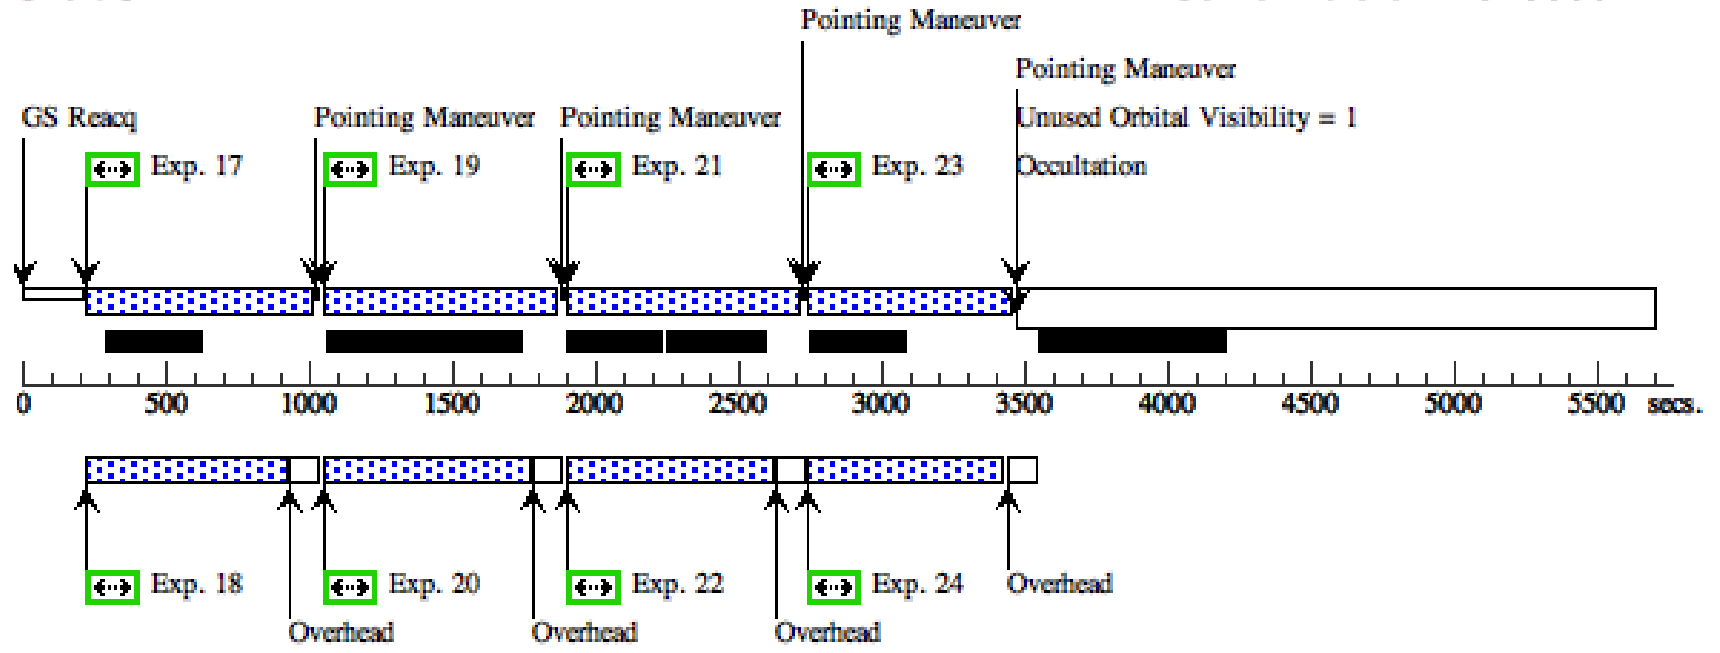 Pointing Maneuver
Pointing Maneuver
GS Reacq
Pointing Maneuver
Pointing Maneuver
Unused Orbital Visibility = 1
Exp. 17
Exp. 19
Exp. 21
Exp. 23
Occultation
0
500
1000
1500
2000
2500
3000
3500
4000
4500
5000
5500
secs.
Exp. 18
Exp. 20
Exp. 22
Exp. 24
Overhead
Overhead
Overhead
Overhead